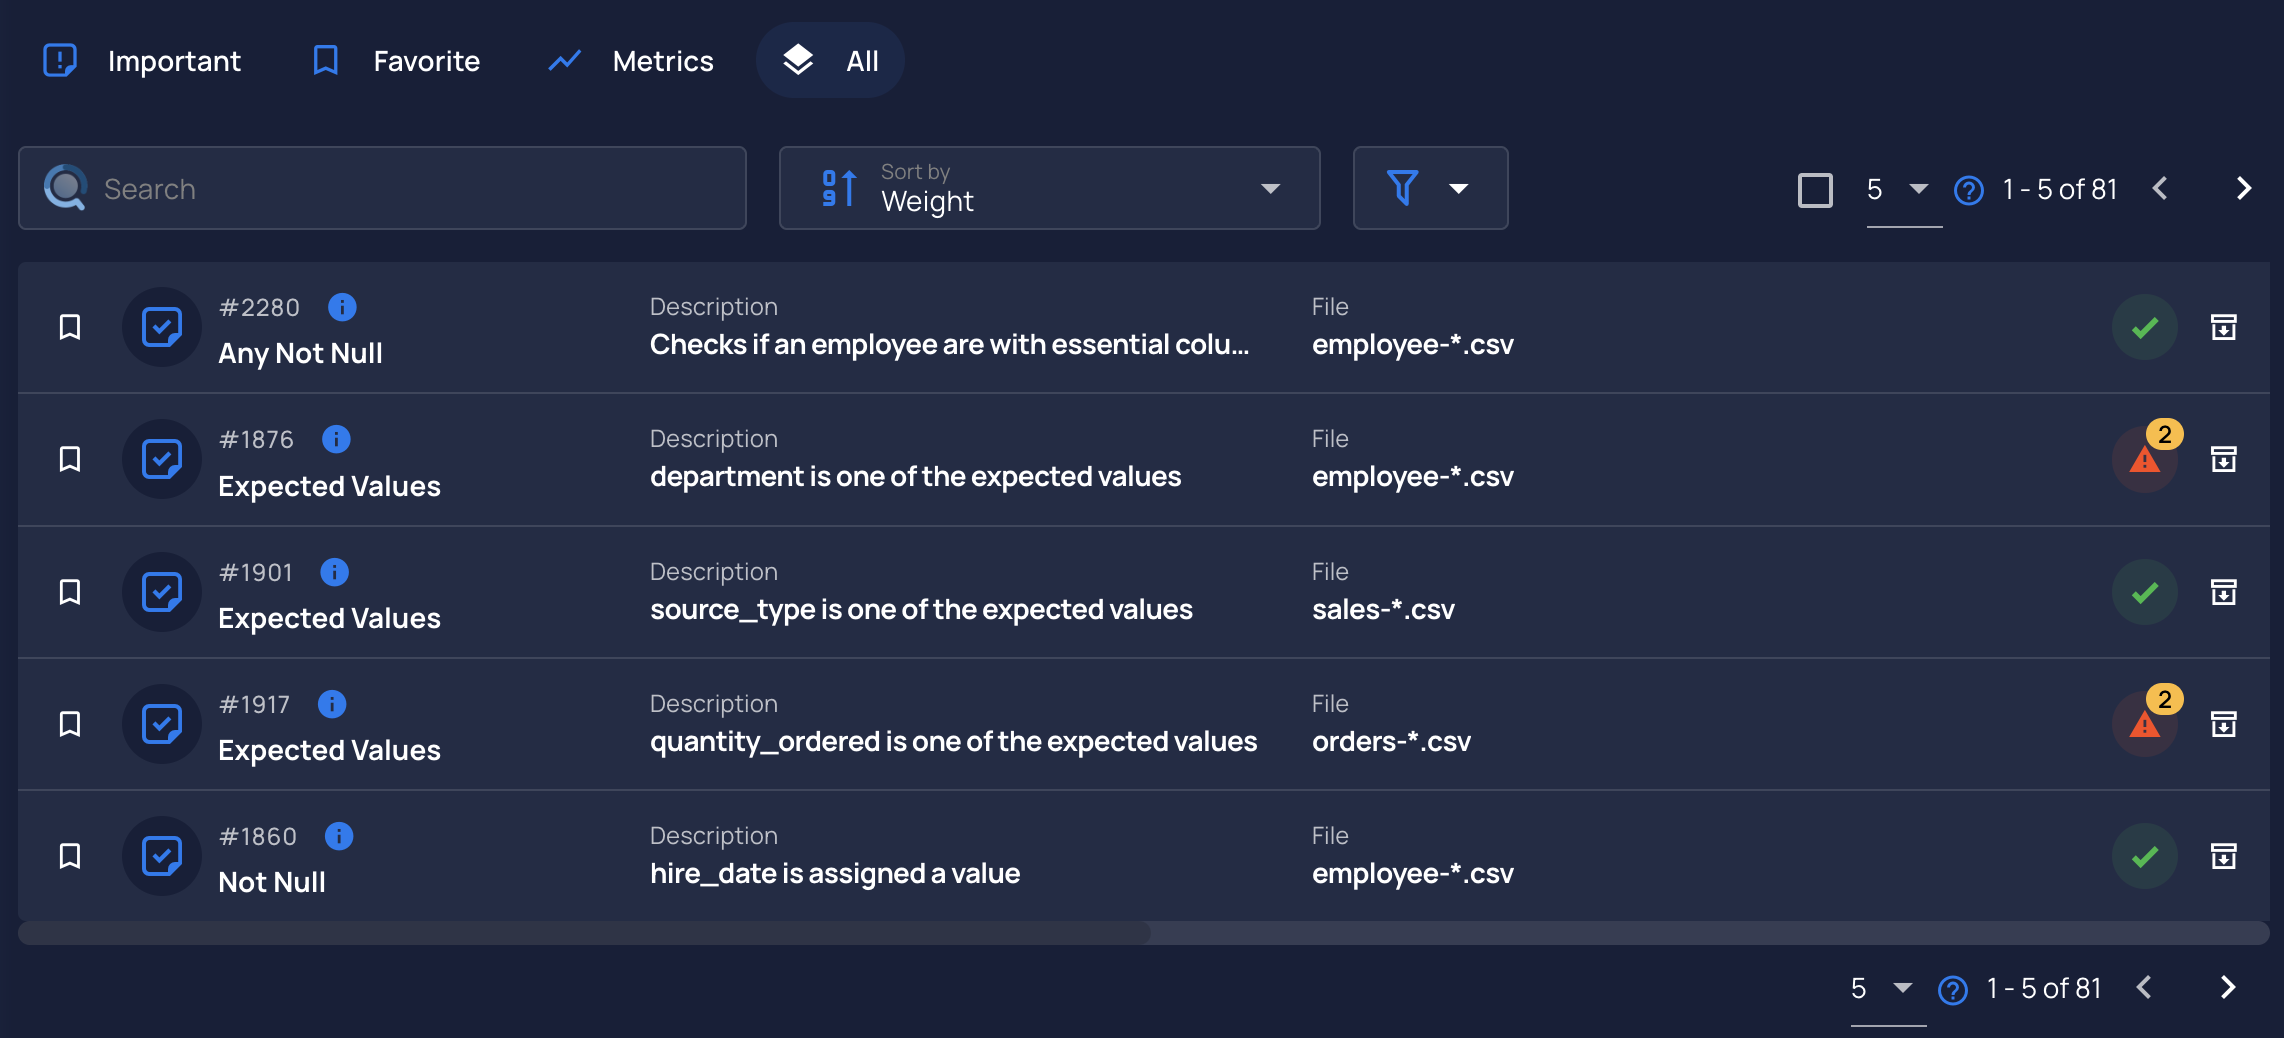 Important
Favorite
Metrics
All
Search
Sort by
Weight
5
1 - 5 of 81
#2280
Any Not Null
Description
Checks if an employee are with essential colu...
File
employee-*.csv
#1876
Expected Values
Description
department is one of the expected values
File
employee-*.csv
2
#1901
Expected Values
Description
source_type is one of the expected values
File
sales-*.csv
#1917
Expected Values
Description
quantity_ordered is one of the expected values
File
orders-*.csv
2
#1860
Not Null
Description
hire_date is assigned a value
File
employee-*.csv
5
1 - 5 of 81